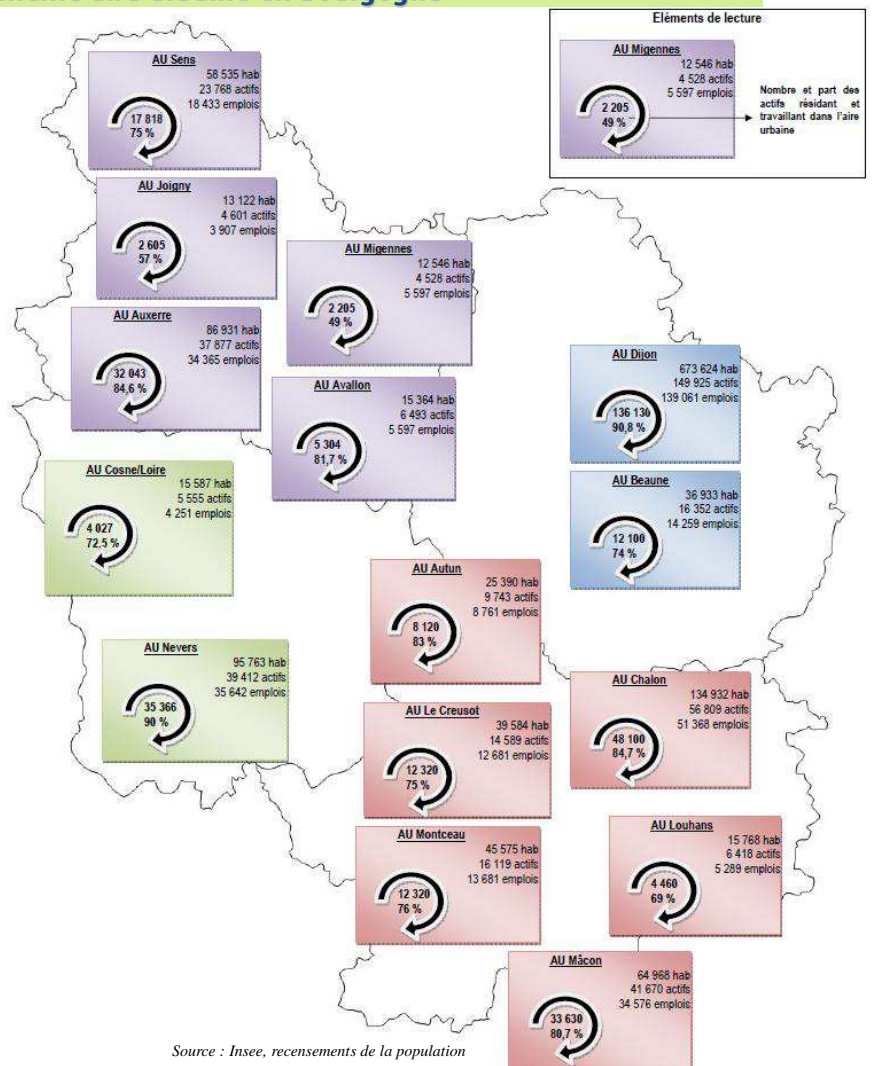 Eléments de lecture
AU Migennes
12 546 hab
4 528 actifs
5 597 emplois
2 205
49 %
Nombre et part des
actifs résidant et
travaillant dans l'aire
urbaine
AU Sens
58 535 hab
23 768 actifs
18 433 emplois
17 818
75 %
AU Joigny
13 122 hab
4 601 actifs
3 907 emplois
2 605
57 %
AU Migennes
12 546 hab
4 528 actifs
5 597 emplois
2 205
49 %
AU Auxerre
86 931 hab
37 877 actifs
34 365 emplois
32 043
84,6 %
AU Avallon
15 364 hab
6 493 actifs
5 597 emplois
5 304
81,7 %
AU Dijon
673 624 hab
149 925 actifs
139 061 emplois
136 130
90,8 %
AU Cosne/Loire
15 587 hab
5 555 actifs
4 251 emplois
4 027
72,5 %
AU Beaune
36 933 hab
16 352 actifs
14 259 emplois
12 100
74 %
AU Autun
25 390 hab
9 743 actifs
8 761 emplois
8 120
83 %
AU Nevers
95 763 hab
39 412 actifs
35 642 emplois
35 366
90 %
AU Chalon
134 932 hab
56 809 actifs
51 368 emplois
48 100
84,7 %
AU Le Creusot
39 584 hab
14 589 actifs
12 681 emplois
12 320
75 %
AU Montceau
45 575 hab
16 119 actifs
13 681 emplois
12 320
76 %
AU Louhans
15 768 hab
6 418 actifs
5 289 emplois
4 460
69 %
AU Mâcon
64 968 hab
41 670 actifs
34 576 emplois
33 630
80,7 %
Source : Insee, recensements de la population